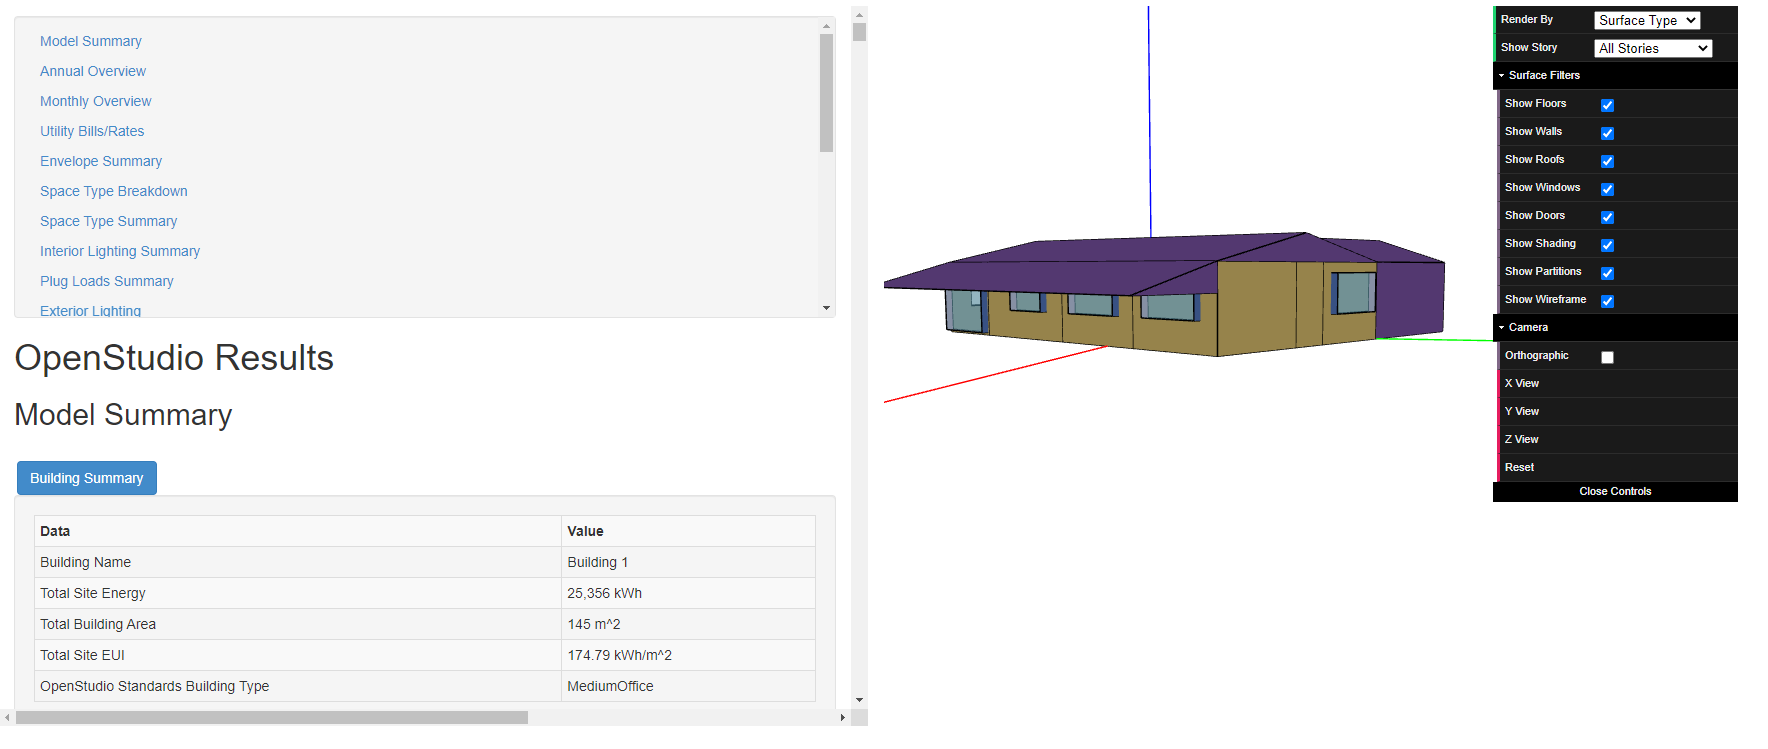 Model Summary
Annual Overview
Monthly Overview
Utility Bills/Rates
Envelope Summary
Space Type Breakdown
Space Type Summary
Interior Lighting Summary
Plug Loads Summary
Exterior Lighting
OpenStudio Results
Model Summary
Building Summary
Data Value
Building Name Building 1
Total Site Energy 25,356 kWh
Total Building Area 145 m^2
Total Site EUI 174.79 kWh/m^2
OpenStudio Standards Building Type MediumOffice
Render By Surface Type
Show Story All Stories
Surface Filters
Show Floors
Show Walls
Show Roofs
Show Windows
Show Doors
Show Shading
Show Partitions
Show Wireframe
Camera
Orthographic
X View
Y View
Z View
Reset
Close Controls